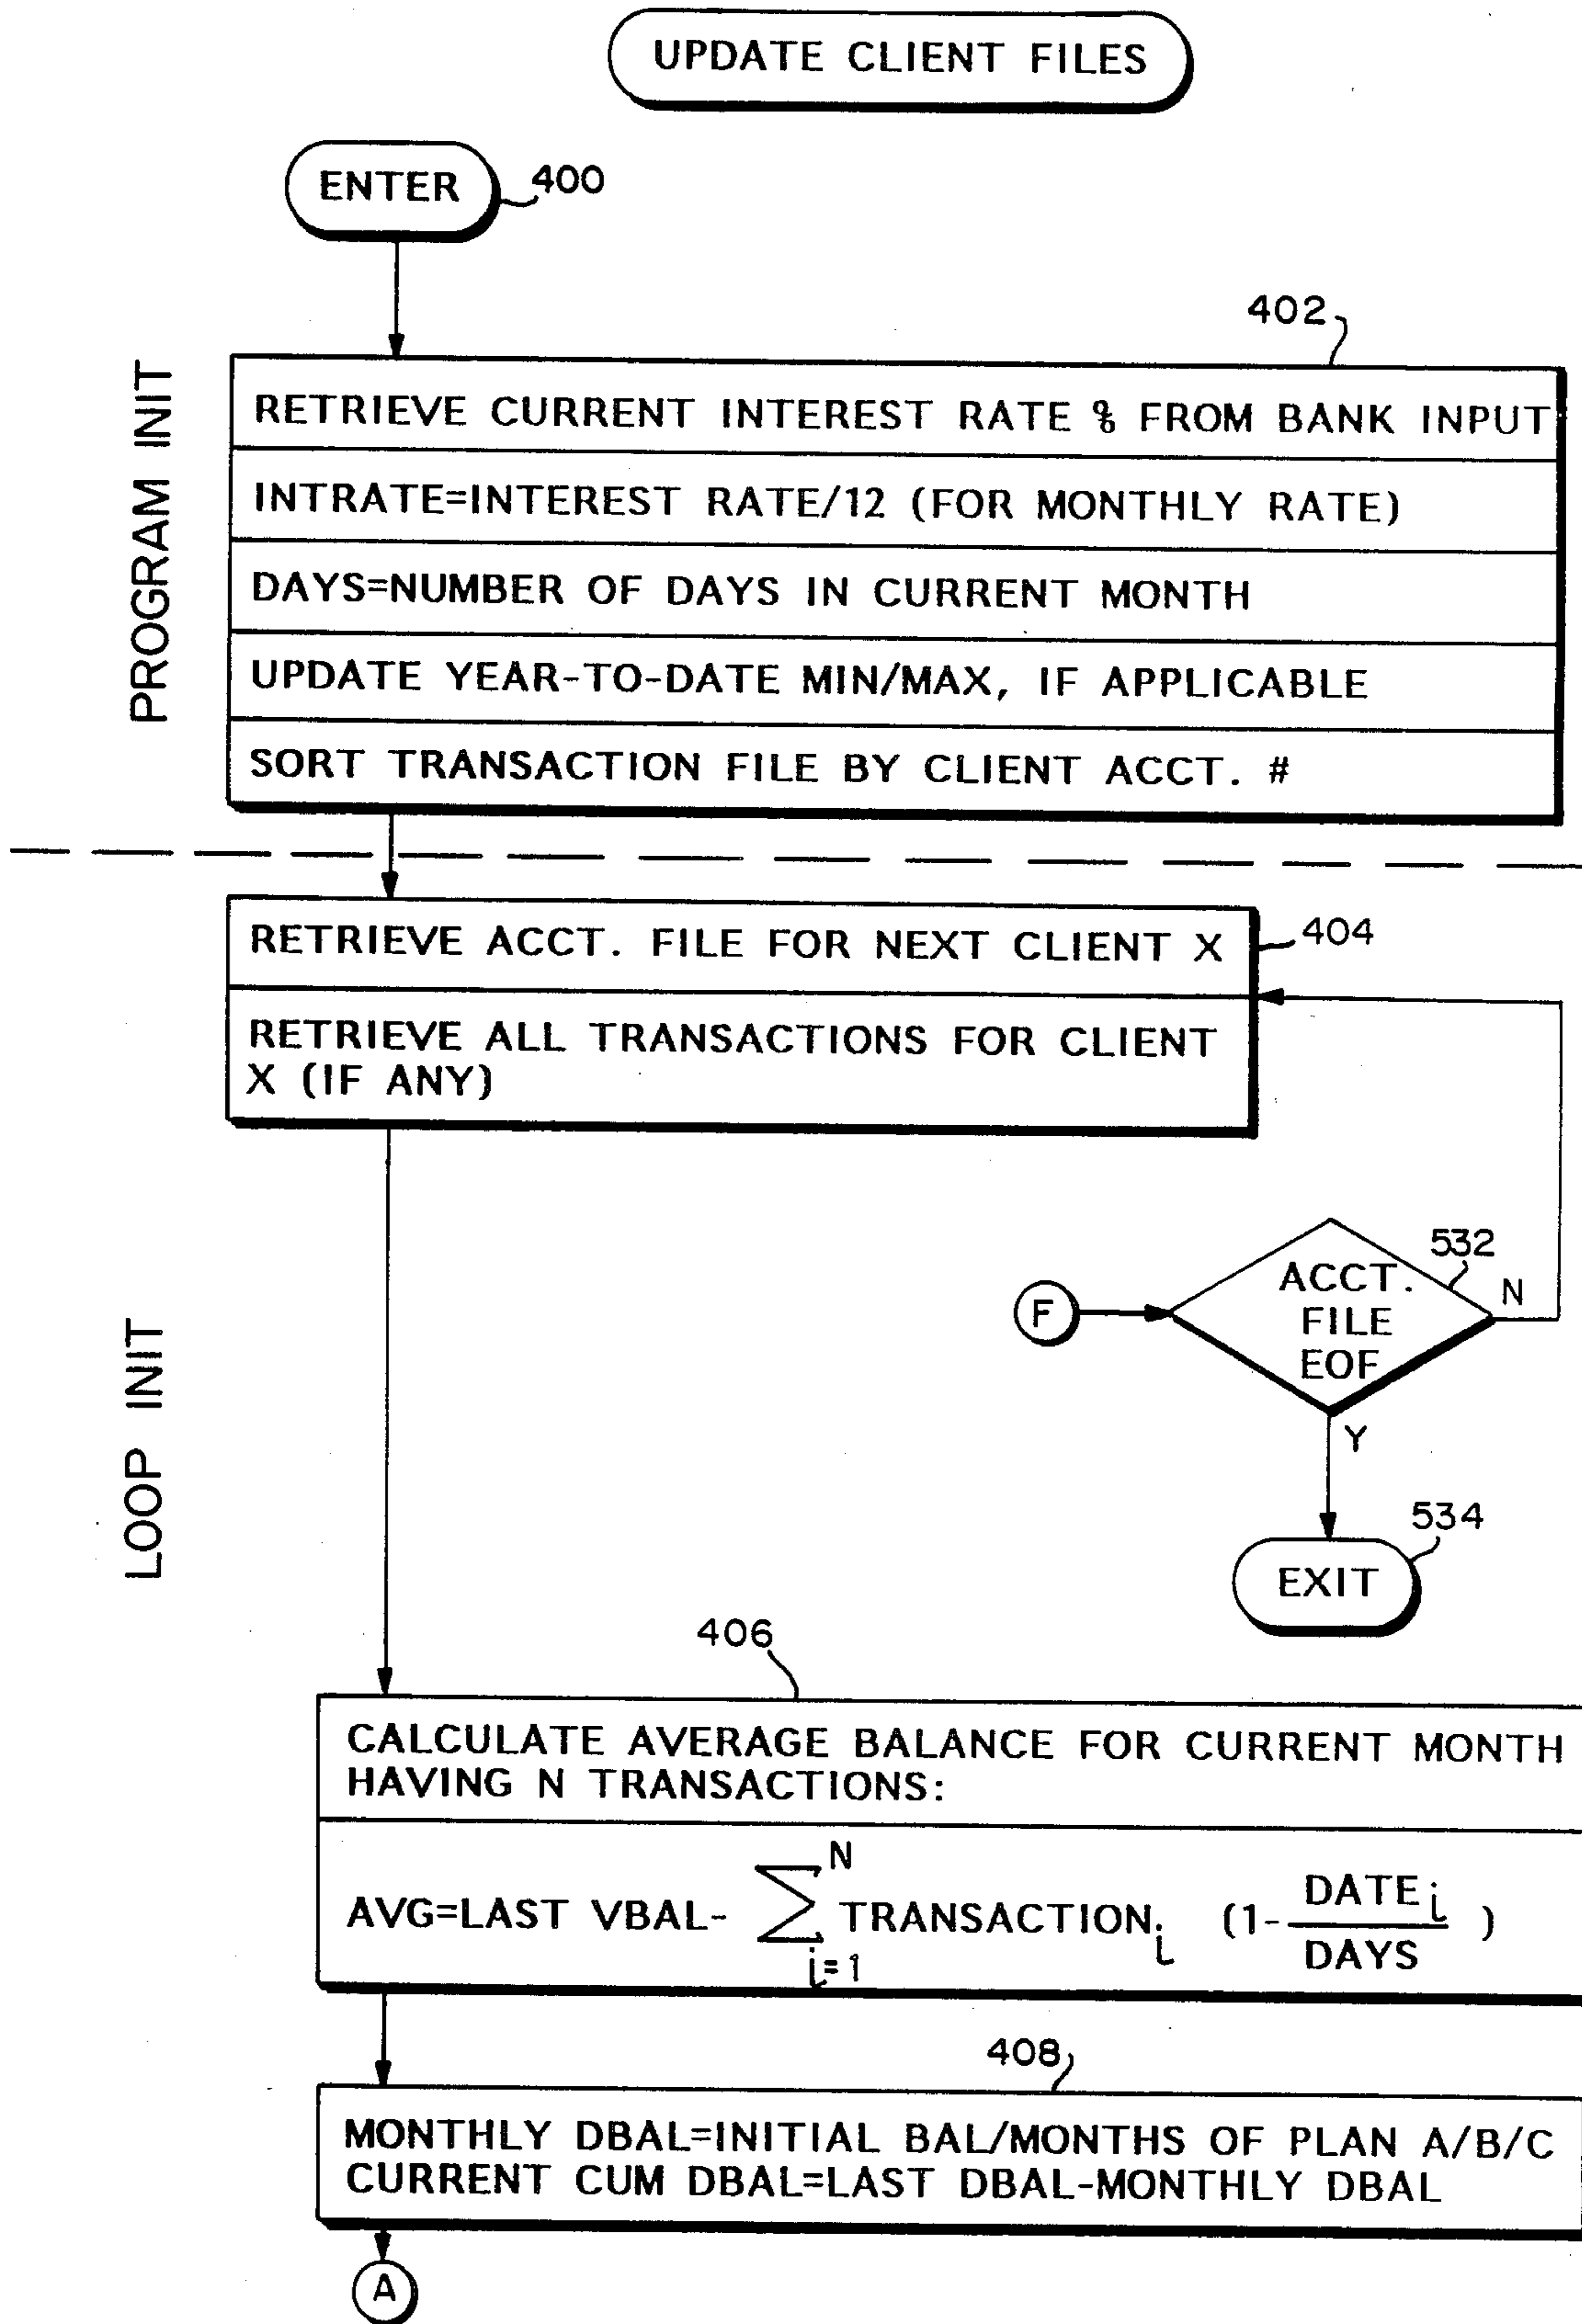 UPDATE CLIENT FILES
ENTER
400
402
PROGRAM INIT
RETRIEVE CURRENT INTEREST RATE % FROM BANK INPUT
INTRATE=INTEREST RATE/12 (FOR MONTHLY RATE)
DAYS=NUMBER OF DAYS IN CURRENT MONTH
UPDATE YEAR-TO-DATE MIN/MAX, IF APPLICABLE
SORT TRANSACTION FILE BY CLIENT ACCT. #
RETRIEVE ACCT. FILE FOR NEXT CLIENT X
404
RETRIEVE ALL TRANSACTIONS FOR CLIENT
X (IF ANY)
LOOP INIT
F
532
ACCT.
FILE
EOF
N
Y
534
EXIT
406
CALCULATE AVERAGE BALANCE FOR CURRENT MONTH
HAVING N TRANSACTIONS:
AVG=LAST VBAL- ∑ N i=1 TRANSACTION i (1- DATE i / DAYS )
408
MONTHLY DBAL=INITIAL BAL/MONTHS OF PLAN A/B/C
CURRENT CUM DBAL=LAST DBAL-MONTHLY DBAL
A